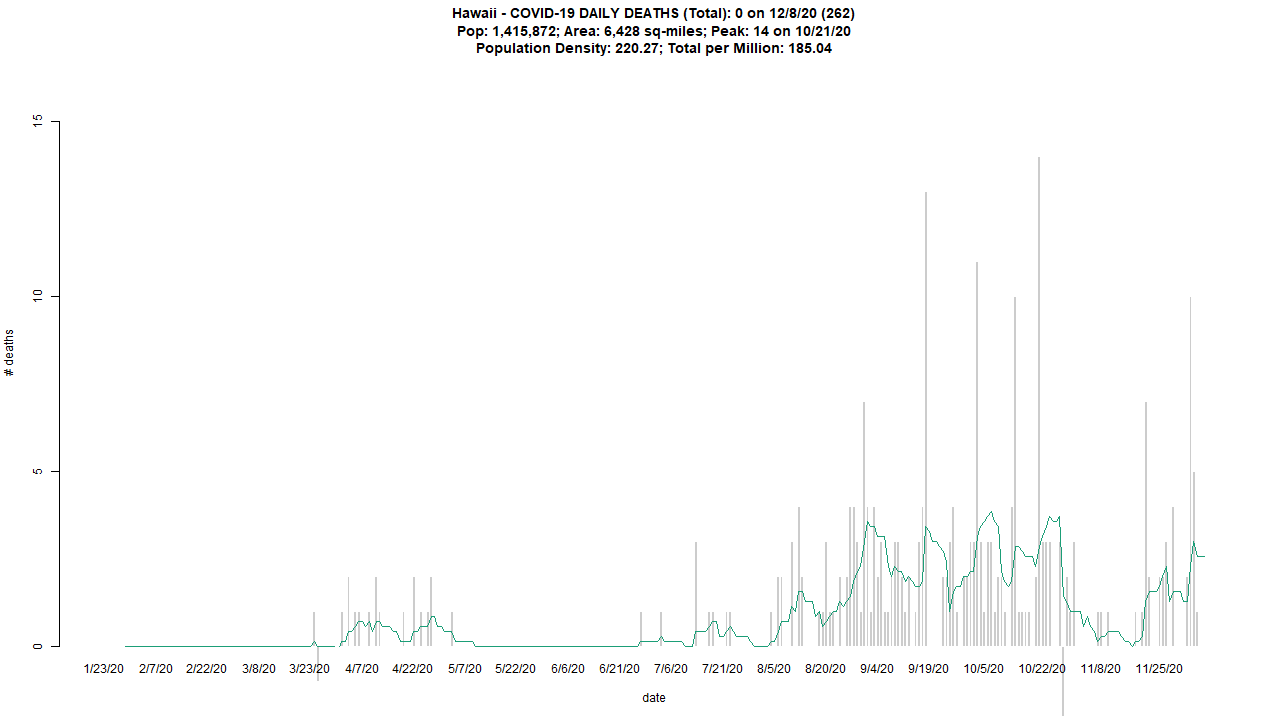 Hawaii - COVID-19 DAILY DEATHS (Total): 0 on 12/8/20 (262)
Pop: 1,415,872; Area: 6,428 sq-miles; Peak: 14 on 10/21/20
Population Density: 220.27; Total per Million: 185.04
15
10
5
0
# deaths
1/23/20 2/7/20 2/22/20 3/8/20 3/23/20 4/7/20 4/22/20 5/7/20 5/22/20 6/6/20 6/21/20 7/6/20 7/21/20 8/5/20 8/20/20 9/4/20 9/19/20 10/5/20 10/22/20 11/8/20 11/25/20
date